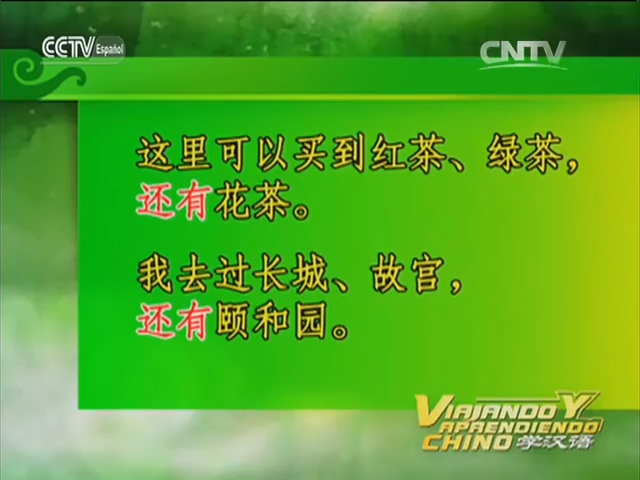 CCTV Español
CNTV
这里可以买到红茶、绿茶，
还有花茶。
我去过长城、故宫，
还有颐和园。
VIAJANDO Y
APRENDIENDO
CHINO 学汉语